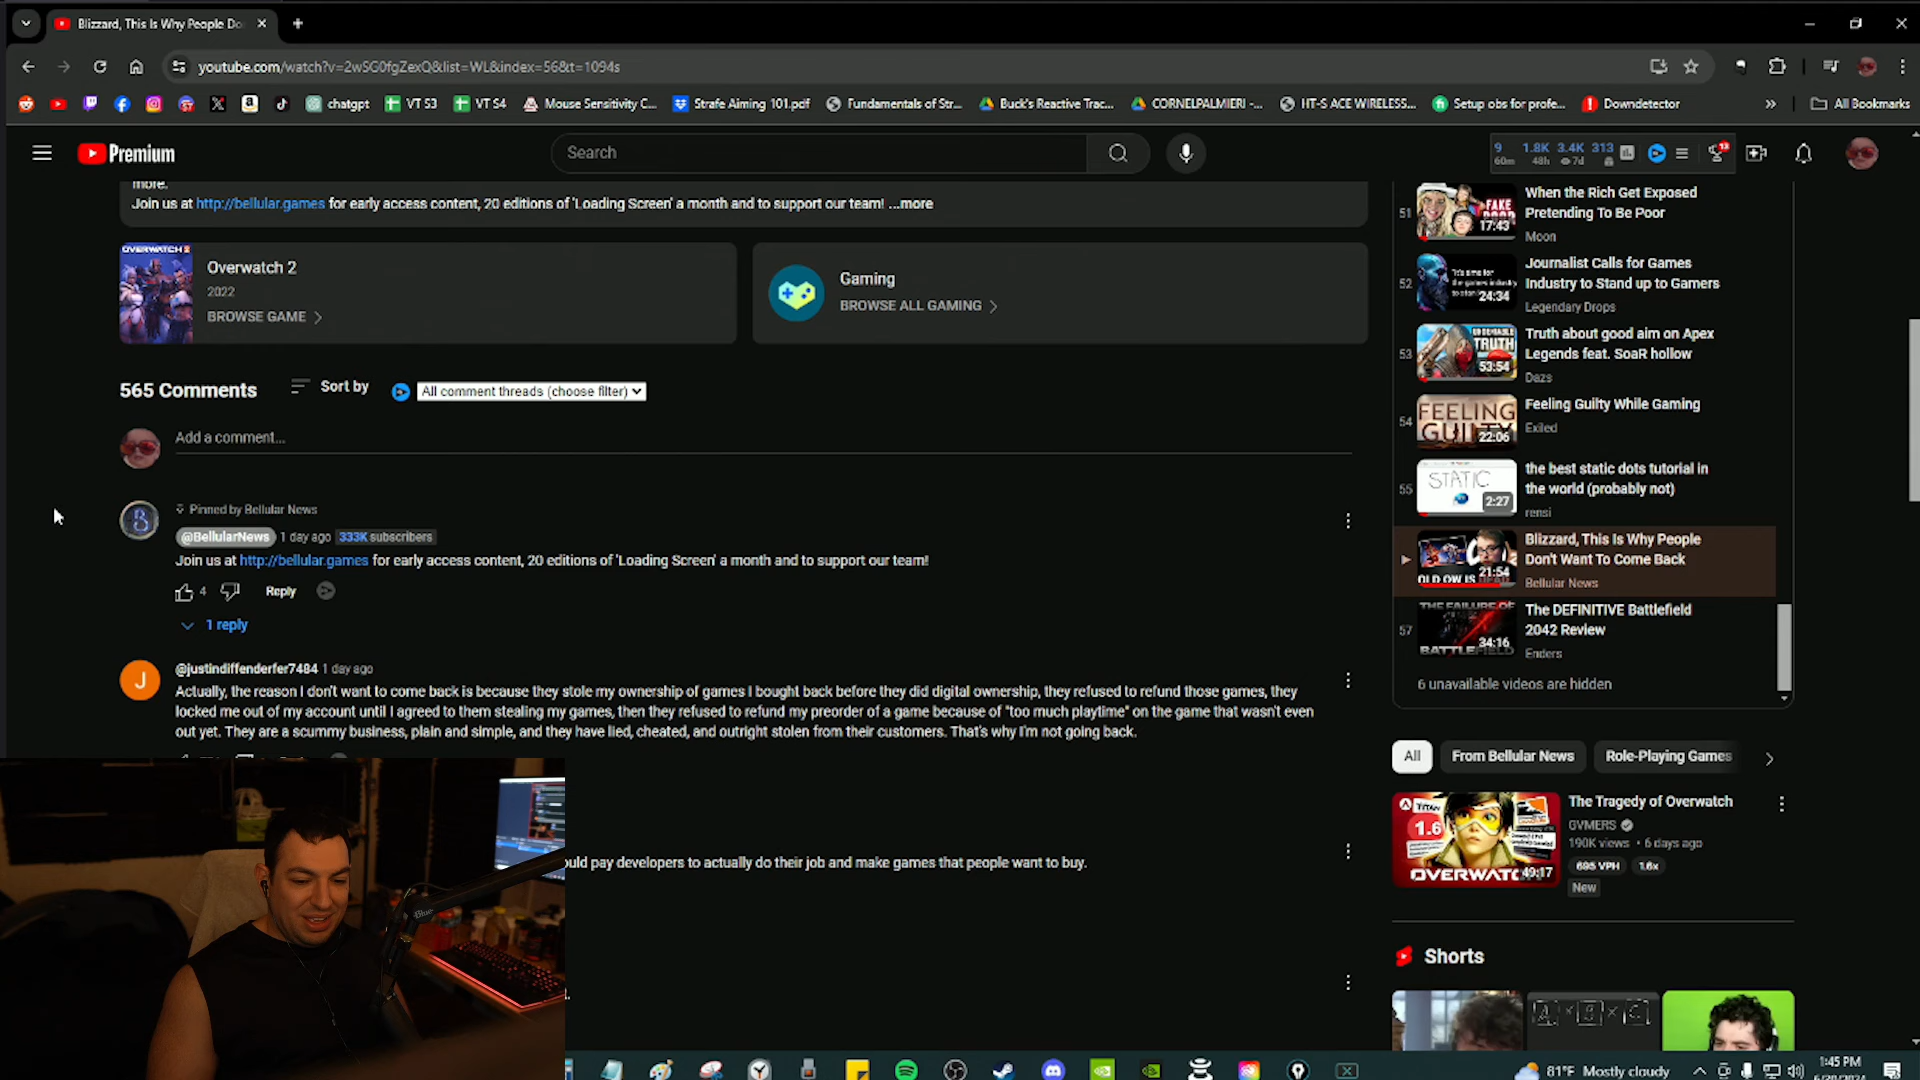 Blizzard, This Is Why People Do
youtube.com/watch?v=2wSG0fgZexQ&list=WL&index=56&t=1094s
chatgpt
VT S3
VT S4
Mouse Sensitivity C...
Strafe Aiming 101.pdf
Fundamentals of Str...
Buck's Reactive Trac...
CORNELPALMIERI -...
HT-S ACE WIRELESS...
Setup obs for profe...
Downdetector
All Bookmarks
Premium
Search
9 1.8K 3.4K 313
60m 48h 7d
13
more.
Join us at http://bellular.games for early access content, 20 editions of 'Loading Screen' a month and to support our team! ...more
OVERWATCH 2
Overwatch 2
2022
BROWSE GAME
Gaming
BROWSE ALL GAMING
565 Comments
Sort by
All comment threads (choose filter)
Add a comment...
Pinned by Bellular News
@BellularNews 1 day ago 333K subscribers
Join us at http://bellular.games for early access content, 20 editions of 'Loading Screen' a month and to support our team!
4
Reply
1 reply
J
@justindiffenderfer7484 1 day ago
Actually, the reason I don't want to come back is because they stole my ownership of games I bought back before they did digital ownership, they refused to refund those games, they
locked me out of my account until I agreed to them stealing my games, then they refused to refund my preorder of a game because of "too much playtime" on the game that wasn't even
out yet. They are a scummy business, plain and simple, and they have lied, cheated, and outright stolen from their customers. That's why I'm not going back.
ould pay developers to actually do their job and make games that people want to buy.
Blue
51
FAKE
17:43
When the Rich Get Exposed
Pretending To Be Poor
Moon
52
24:34
Journalist Calls for Games
Industry to Stand up to Gamers
Legendary Drops
53
TRUTH
53:54
Truth about good aim on Apex
Legends feat. SoaR hollow
Dazs
54
FEELING
GUILTY
22:06
Feeling Guilty While Gaming
Exiled
55
STATIC
2:27
the best static dots tutorial in
the world (probably not)
rensi
OLD OW IS DEAD
21:54
Blizzard, This Is Why People
Don't Want To Come Back
Bellular News
57
THE FAILURE OF
BATTLEFIELD
34:16
The DEFINITIVE Battlefield
2042 Review
Enders
6 unavailable videos are hidden
All
From Bellular News
Role-Playing Games
TITAN
1.6
OVERWATC
49:17
The Tragedy of Overwatch
GVMERS
190K views • 6 days ago
695 VPH
1.6x
New
Shorts
A × B × C
81°F Mostly cloudy
1:45 PM